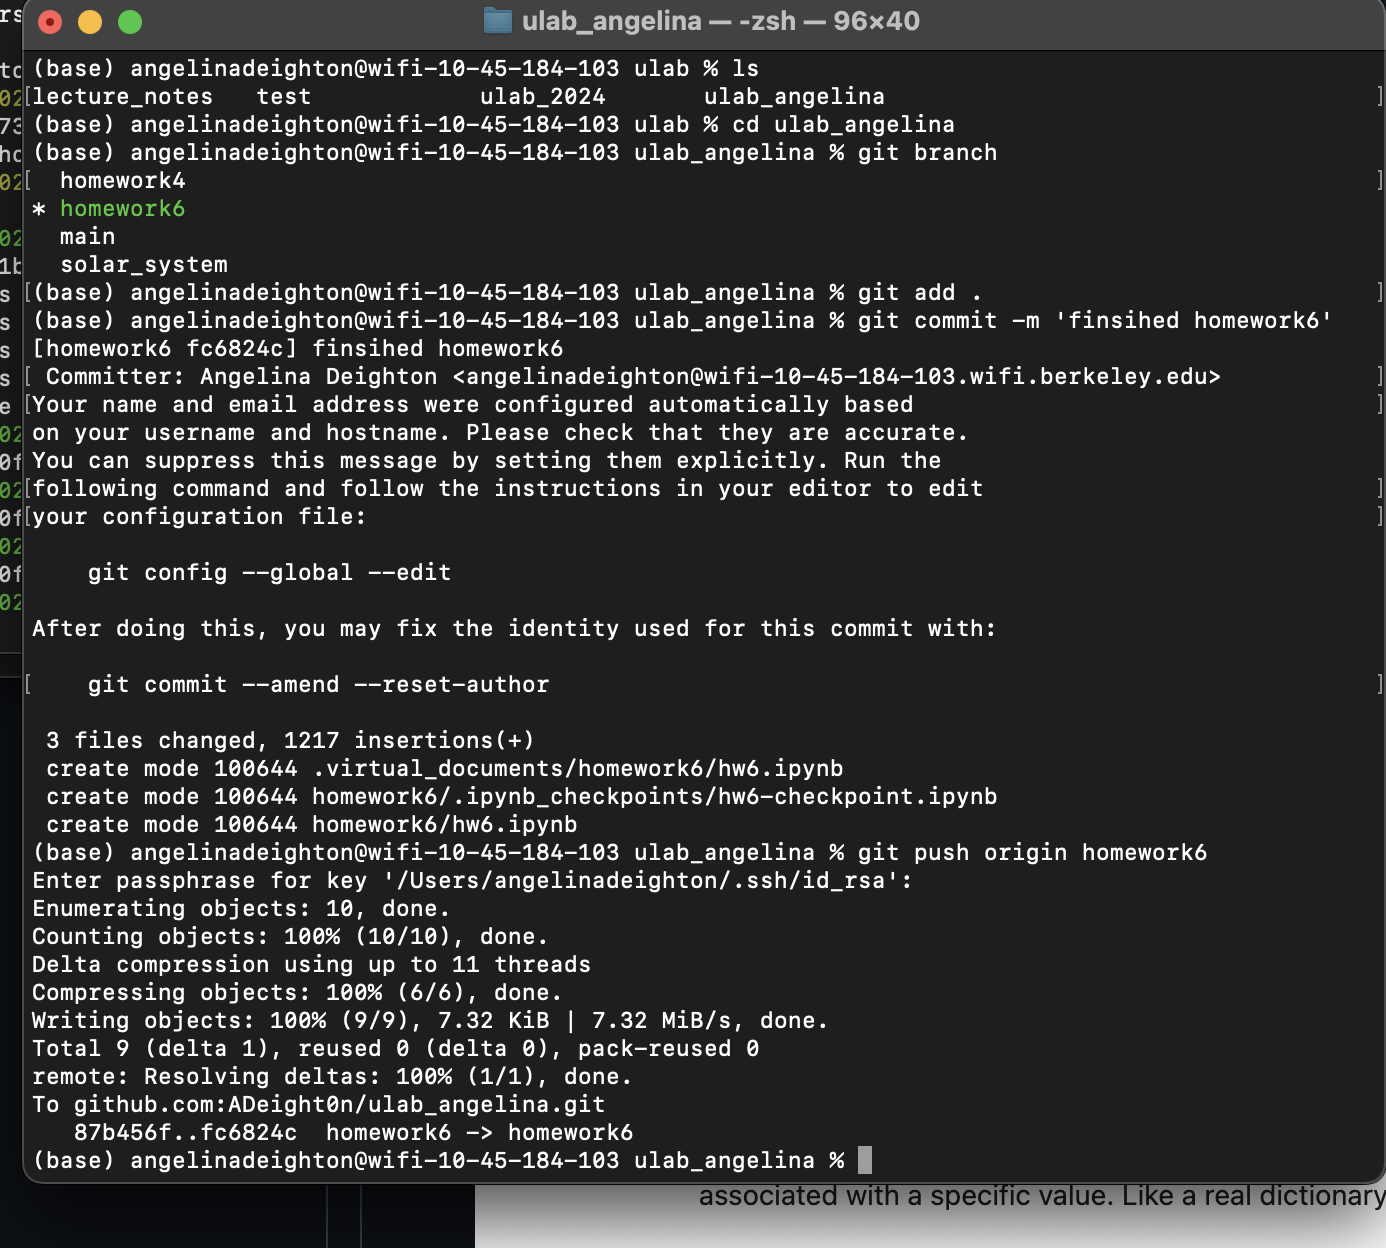 ulab_angelina — -zsh — 96×40
(base) angelinadeighton@wifi-10-45-184-103 ulab % ls
lecture_notes test ulab_2024 ulab_angelina
(base) angelinadeighton@wifi-10-45-184-103 ulab % cd ulab_angelina
(base) angelinadeighton@wifi-10-45-184-103 ulab_angelina % git branch
homework4
* homework6
main
solar_system
(base) angelinadeighton@wifi-10-45-184-103 ulab_angelina % git add .
(base) angelinadeighton@wifi-10-45-184-103 ulab_angelina % git commit -m 'finsihed homework6'
[homework6 fc6824c] finsihed homework6
Committer: Angelina Deighton <angelinadeighton@wifi-10-45-184-103.wifi.berkeley.edu>
Your name and email address were configured automatically based
on your username and hostname. Please check that they are accurate.
You can suppress this message by setting them explicitly. Run the
following command and follow the instructions in your editor to edit
your configuration file:
git config --global --edit
After doing this, you may fix the identity used for this commit with:
git commit --amend --reset-author
3 files changed, 1217 insertions(+)
create mode 100644 .virtual_documents/homework6/hw6.ipynb
create mode 100644 homework6/.ipynb_checkpoints/hw6-checkpoint.ipynb
create mode 100644 homework6/hw6.ipynb
(base) angelinadeighton@wifi-10-45-184-103 ulab_angelina % git push origin homework6
Enter passphrase for key '/Users/angelinadeighton/.ssh/id_rsa':
Enumerating objects: 10, done.
Counting objects: 100% (10/10), done.
Delta compression using up to 11 threads
Compressing objects: 100% (6/6), done.
Writing objects: 100% (9/9), 7.32 KiB | 7.32 MiB/s, done.
Total 9 (delta 1), reused 0 (delta 0), pack-reused 0
remote: Resolving deltas: 100% (1/1), done.
To github.com:ADeight0n/ulab_angelina.git
87b456f..fc6824c homework6 -> homework6
(base) angelinadeighton@wifi-10-45-184-103 ulab_angelina %
associated with a specific value. Like a real dictionary